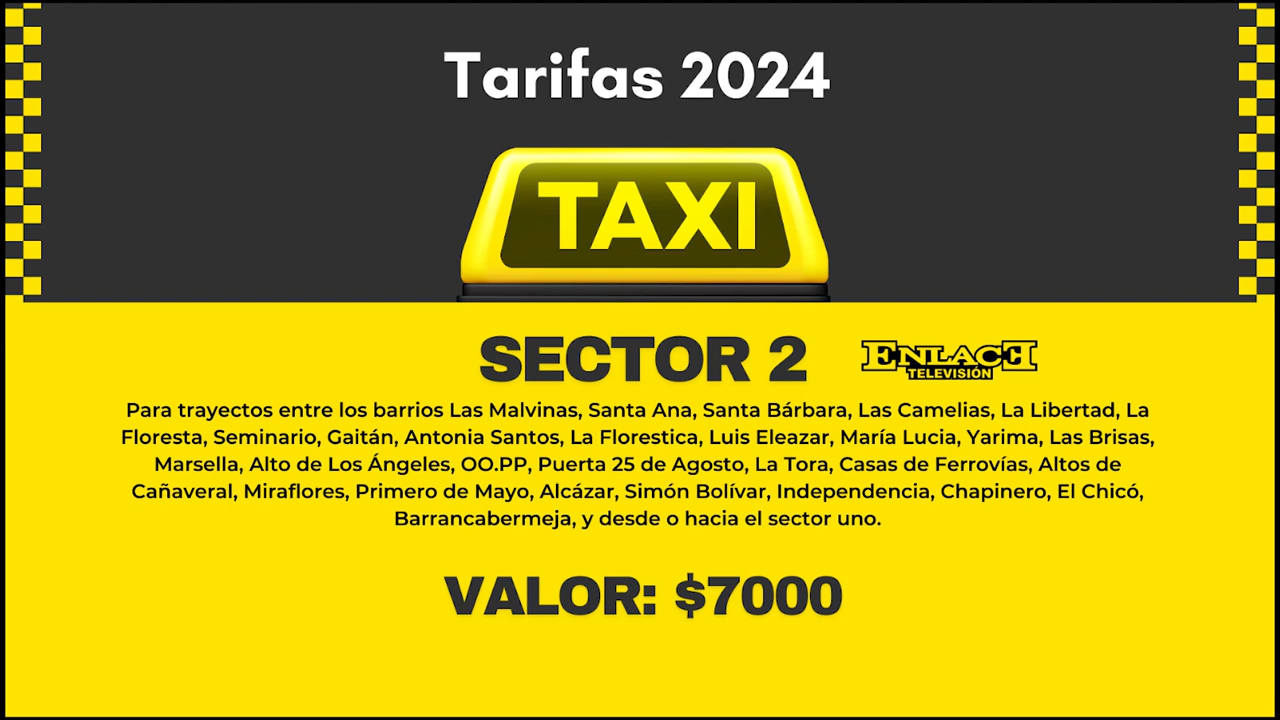 Tarifas 2024
TAXI
SECTOR 2
ENLACE
TELEVISIÓN
Para trayectos entre los barrios Las Malvinas, Santa Ana, Santa Bárbara, Las Camelias, La Libertad, La
Floresta, Seminario, Gaitán, Antonia Santos, La Florestica, Luis Eleazar, María Lucia, Yarima, Las Brisas,
Marsella, Alto de Los Ángeles, OO.PP, Puerta 25 de Agosto, La Tora, Casas de Ferrovías, Altos de
Cañaveral, Miraflores, Primero de Mayo, Alcázar, Simón Bolívar, Independencia, Chapinero, El Chicó,
Barrancabermeja, y desde o hacia el sector uno.
VALOR: $7000